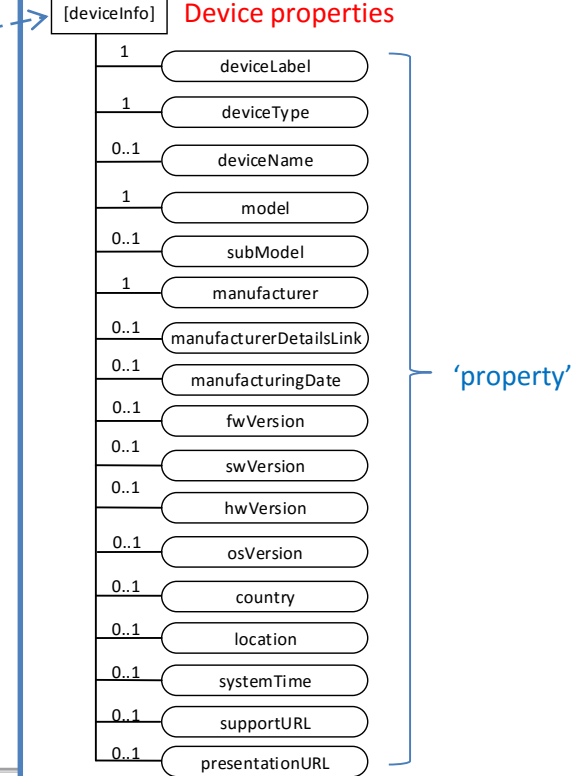 [deviceInfo] Device properties
1 deviceLabel
1 deviceType
0..1 deviceName
1 model
0..1 subModel
1 manufacturer
0..1 manufacturerDetailsLink
0..1 manufacturingDate
0..1 fwVersion
0..1 swVersion
0..1 hwVersion
0..1 osVersion
0..1 country
0..1 location
0..1 systemTime
0..1 supportURL
0..1 presentationURL
‘property’